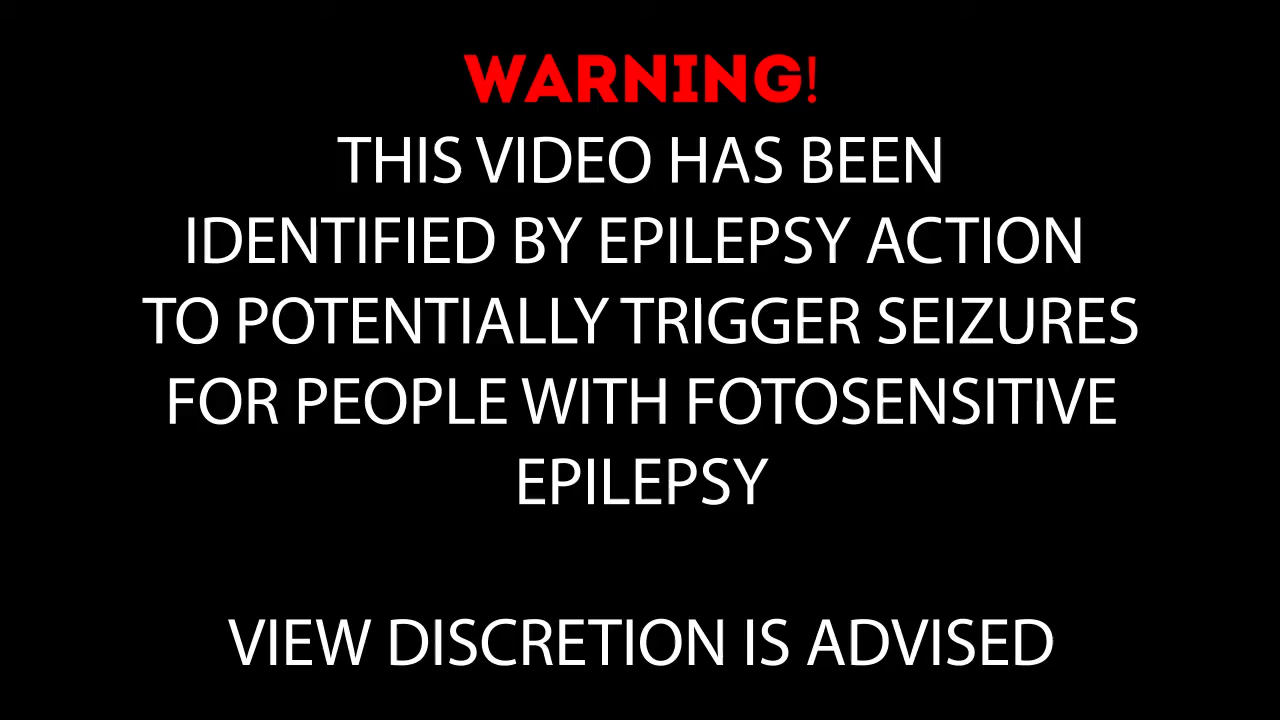 WARNING!
THIS VIDEO HAS BEEN
IDENTIFIED BY EPILEPSY ACTION
TO POTENTIALLY TRIGGER SEIZURES
FOR PEOPLE WITH FOTOSENSITIVE
EPILEPSY
VIEW DISCRETION IS ADVISED